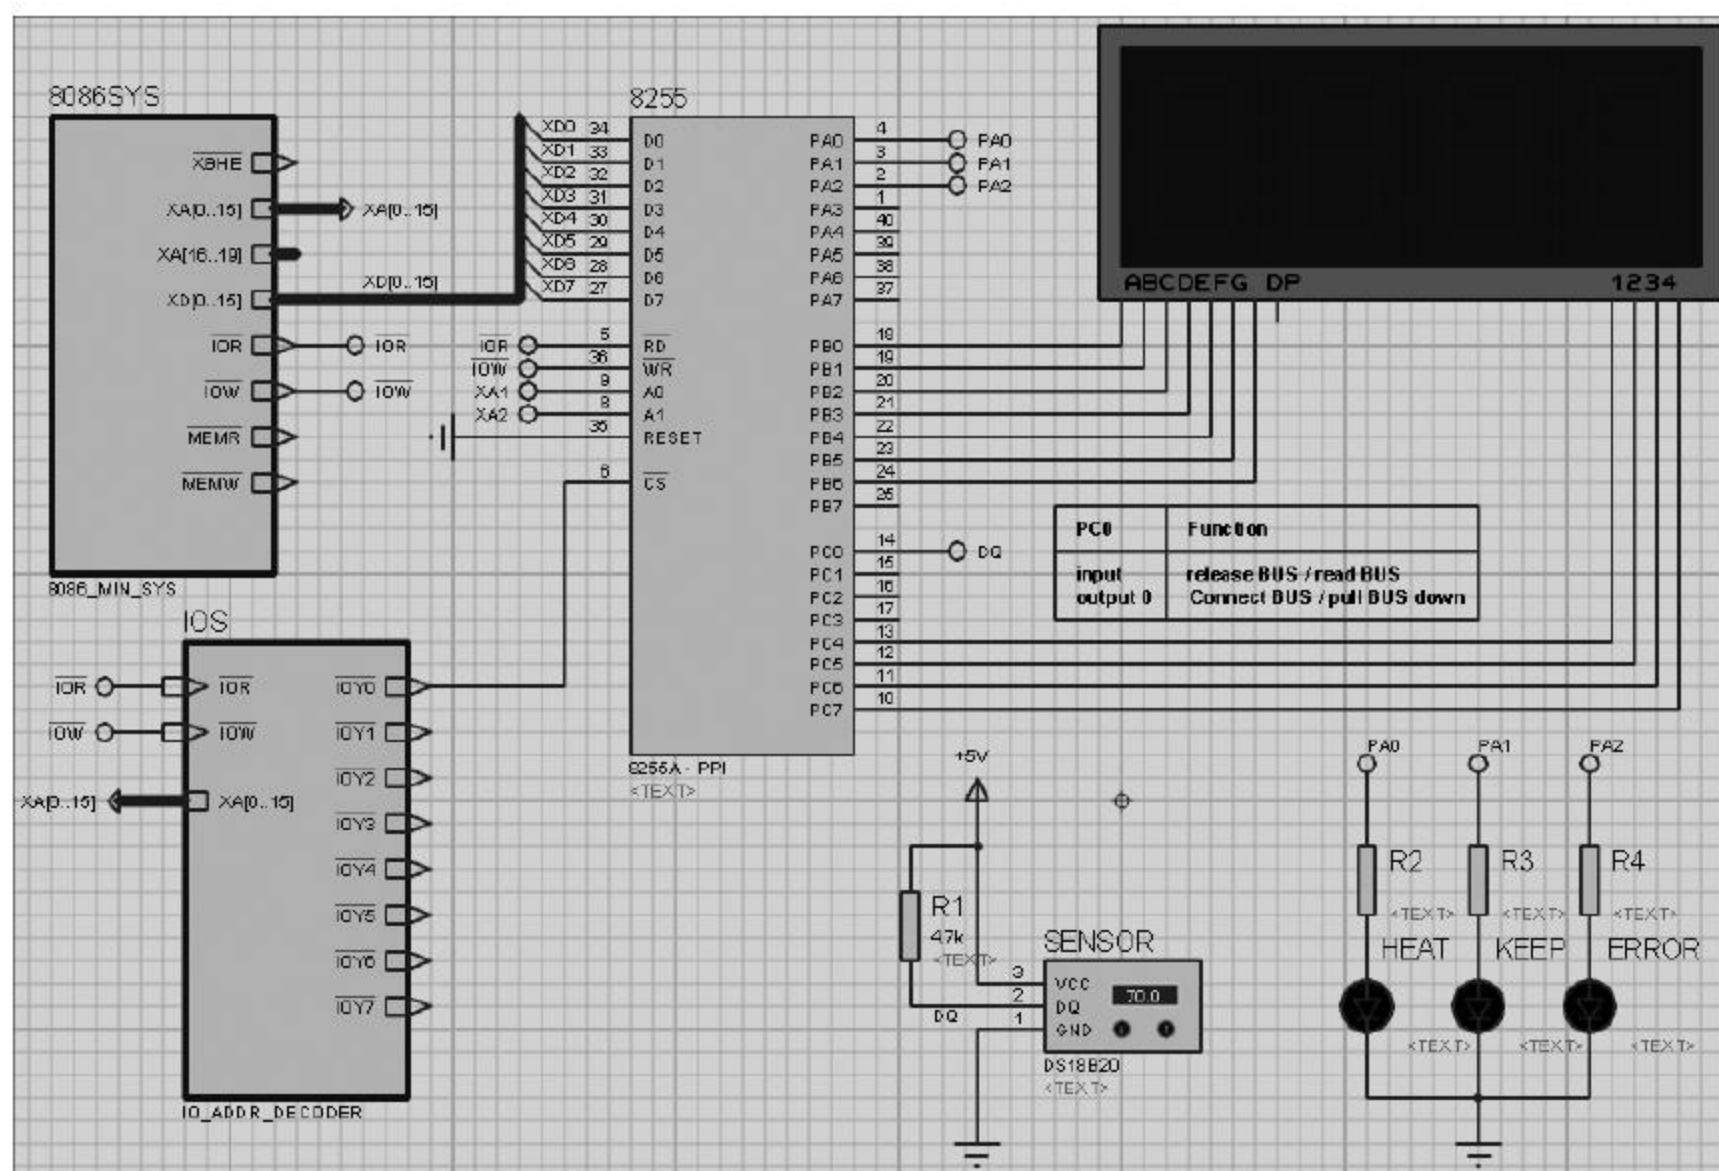 8086SYS
XBHE
XA[0..15]
XA[0..15]
XA[16..19]
XD[0..15]
XD[0..15]
IOR
IOR
IOW
IOW
MEMR
MEMW
8086_MIN_SYS
8255
XD0 34 D0
XD1 33 D1
XD2 32 D2
XD3 31 D3
XD4 30 D4
XD5 29 D5
XD6 28 D6
XD7 27 D7
IOR 5 RD
IOW 36 WR
XA1 9 A0
XA2 8 A1
35 RESET
6 CS
PA0 4 PA0
PA1 3 PA1
PA2 2 PA2
PA3 1
PA4 40
PA5 39
PA6 38
PA7 37
PB0 18
PB1 19
PB2 20
PB3 21
PB4 22
PB5 23
PB6 24
PB7 25
PC0 14 DQ
PC1 15
PC2 16
PC3 17
PC4 13
PC5 12
PC6 11
PC7 10
8255A-PPI
<TEXT>
ABCDEFG DP 1234
PC0 Function
input release BUS / read BUS
output 0 Connect BUS / pull BUS down
IOS
IOR IOR IOY0
IOW IOW IOY1
IOY2
XA[0..15] XA[0..15] IOY3
IOY4
IOY5
IOY6
IOY7
IO_ADDR_DECODER
+5V
R1
4.7k
<TEXT>
DQ
SENSOR
3 VCC
2 DQ
1 GND
70.0
DS18B20
<TEXT>
PA0 PA1 PA2
R2 R3 R4
<TEXT> <TEXT> <TEXT>
HEAT KEEP ERROR
<TEXT> <TEXT> <TEXT>